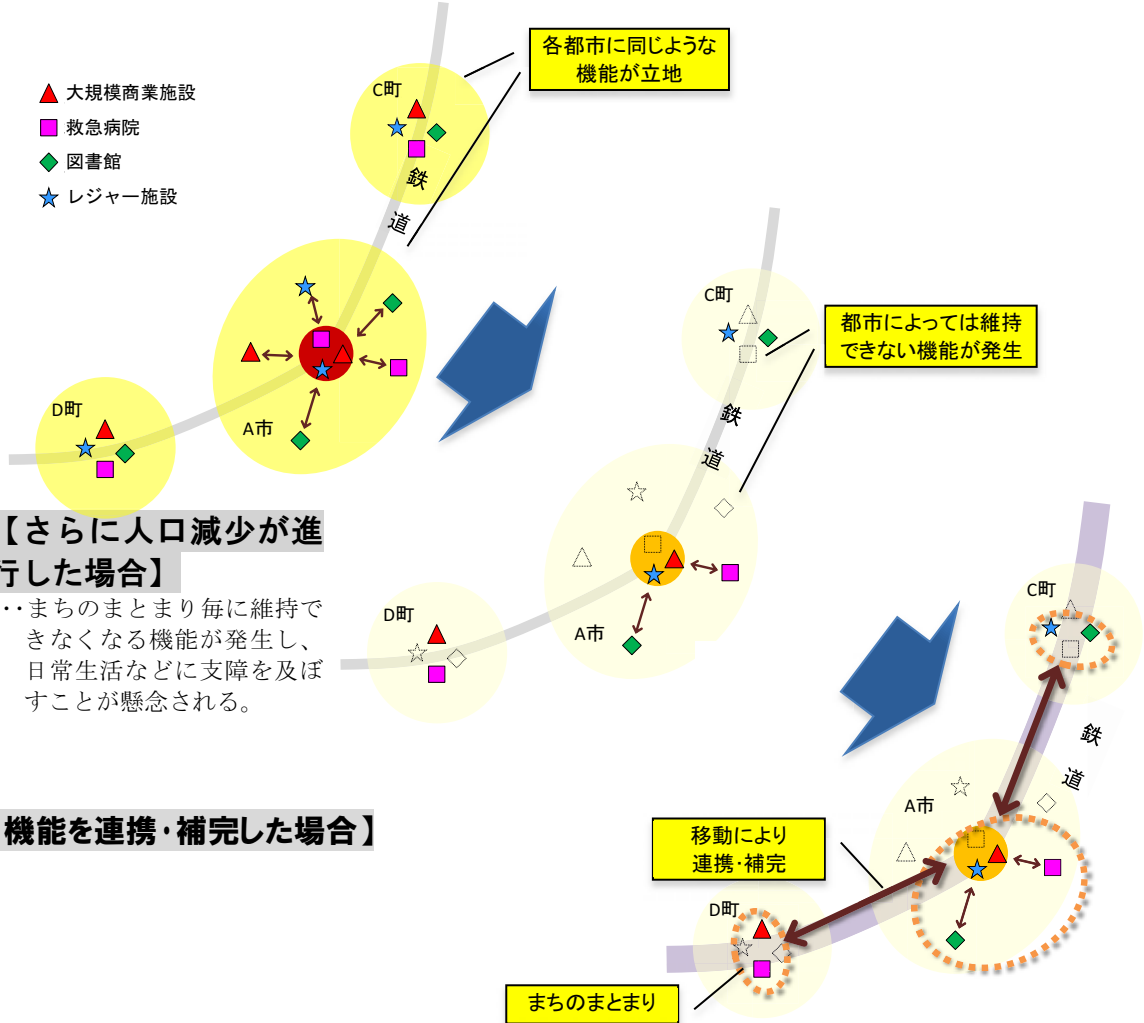 大規模商業施設
救急病院
図書館
レジャー施設
各都市に同じような
機能が立地
C町
鉄
道
A市
D町
都市によっては維持
できない機能が発生
C町
鉄
道
A市
D町
【さらに人口減少が進
行した場合】
‥まちのまとまり毎に維持で
きなくなる機能が発生し、
日常生活などに支障を及ぼ
すことが懸念される。
機能を連携・補完した場合】
C町
鉄
道
A市
移動により
連携・補完
D町
まちのまとまり